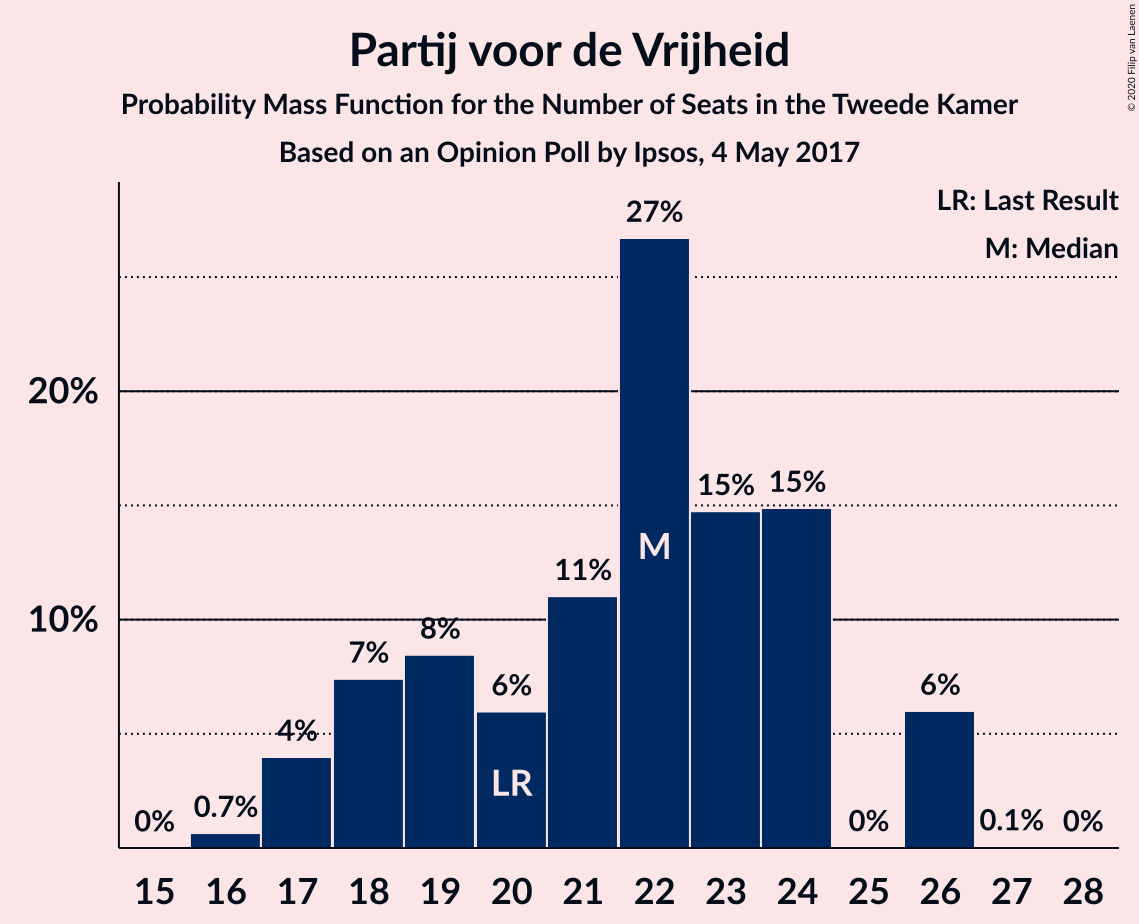 Partij voor de Vrijheid
Probability Mass Function for the Number of Seats in the Tweede Kamer
Based on an Opinion Poll by Ipsos, 4 May 2017
© 2020 Filip van Laenen
LR: Last Result
M: Median
27%
20%
15% 15%
M
11%
10%
8%
7%
6% 6%
4%
LR
0% 0.7% 0% 0.1% 0%
15 16 17 18 19 20 21 22 23 24 25 26 27 28